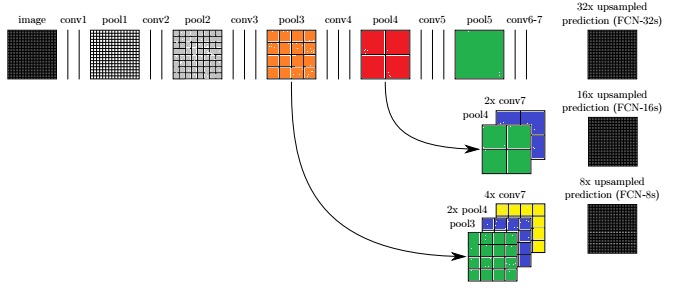 image conv1 pool1 conv2 pool2 conv3 pool3 conv4 pool4 conv5 pool5 conv6-7
32x upsampled
prediction (FCN-32s)
2x conv7
pool4
16x upsampled
prediction (FCN-16s)
4x conv7
2x pool4
pool3
8x upsampled
prediction (FCN-8s)